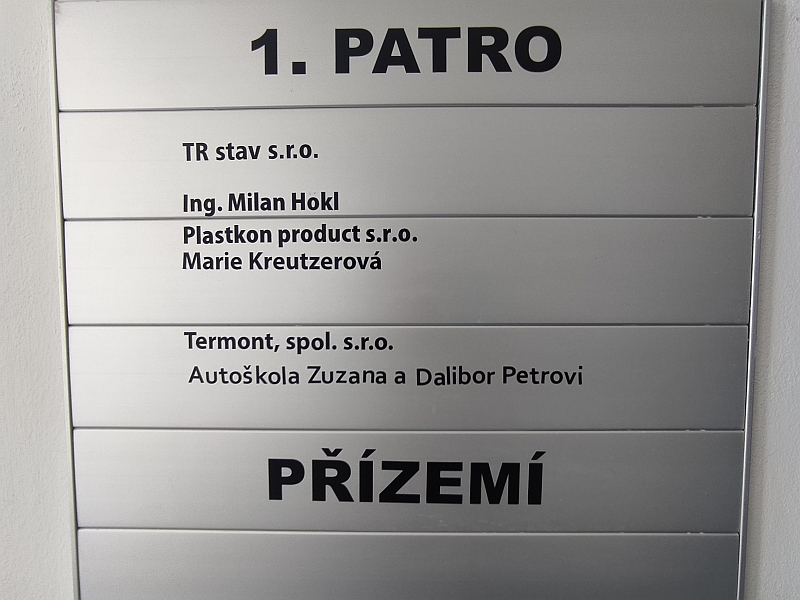 1. PATRO
TR stav s.r.o.
Ing. Milan Hokl
Plastkon product s.r.o.
Marie Kreutzerová
Termont, spol. s.r.o.
Autoškola Zuzana a Dalibor Petrovi
PŘÍZEMÍ